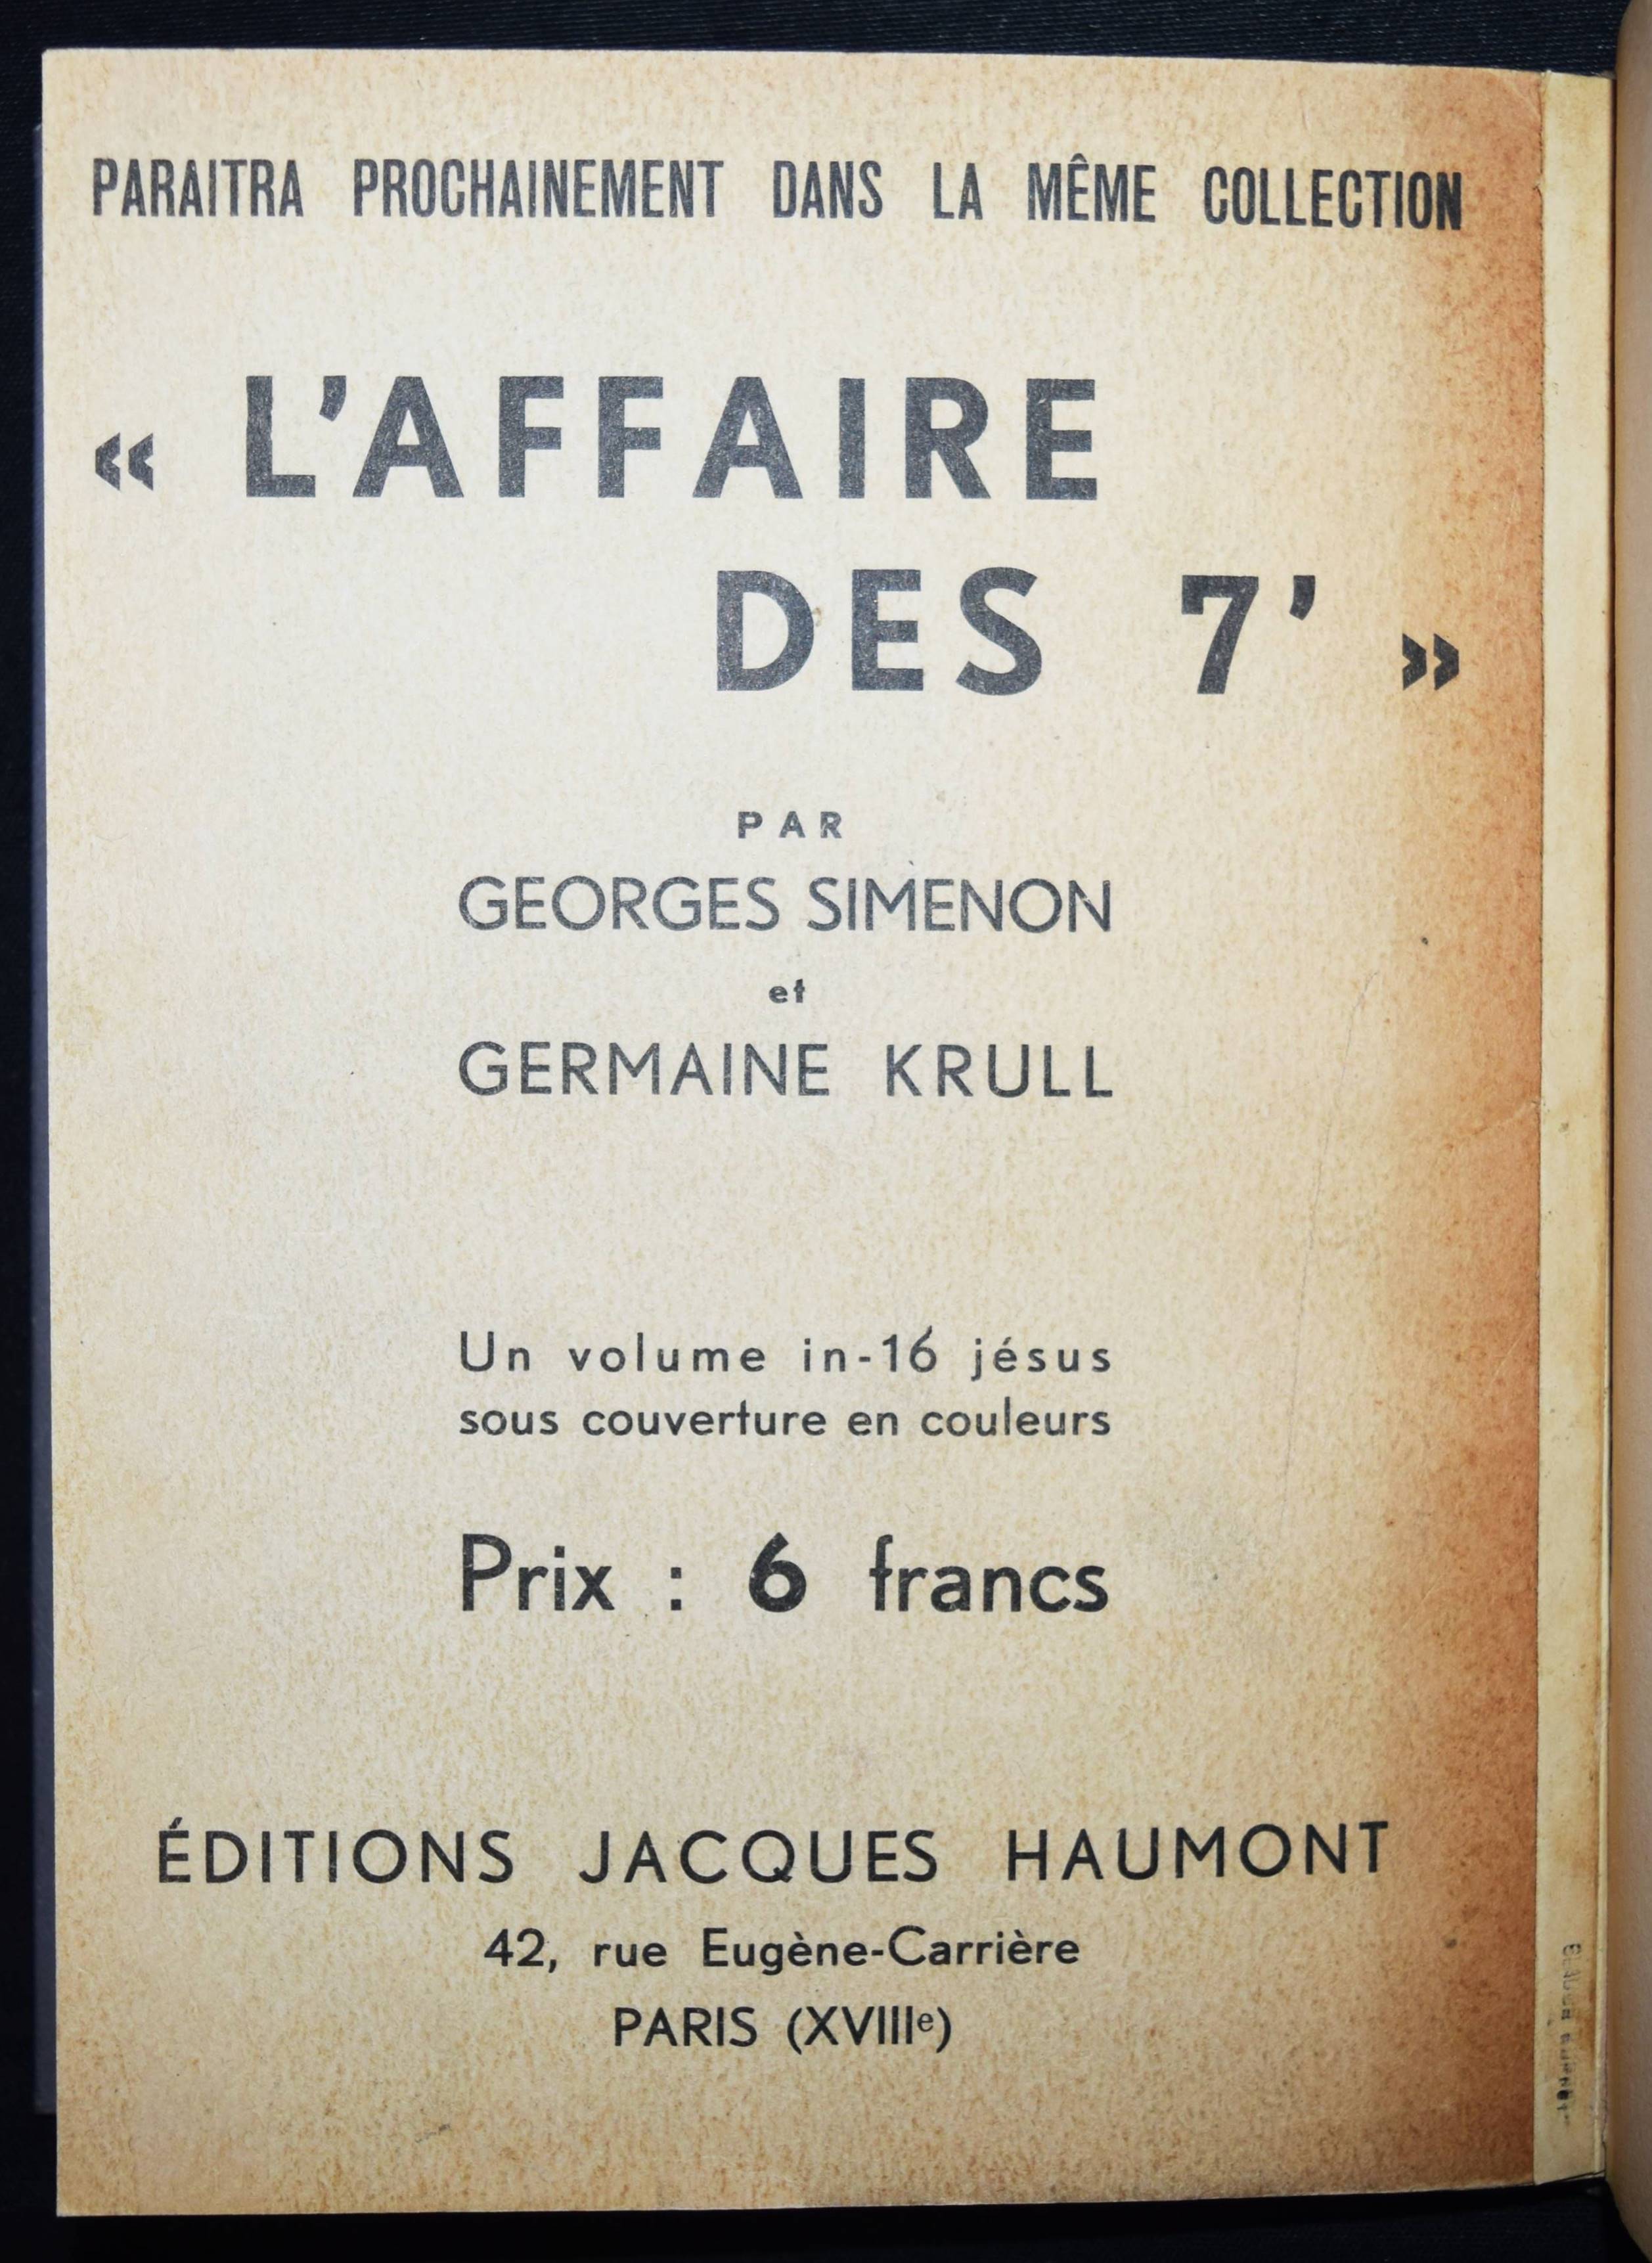 PARAITRA PROCHAINEMENT DANS LA MÊME COLLECTION
« L'AFFAIRE
DES 7' »
PAR
GEORGES SIMENON
et
GERMAINE KRULL
Un volume in-16 jésus
sous couverture en couleurs
Prix : 6 francs
ÉDITIONS JACQUES HAUMONT
42, rue Eugène-Carrière
PARIS (XVIIIe)